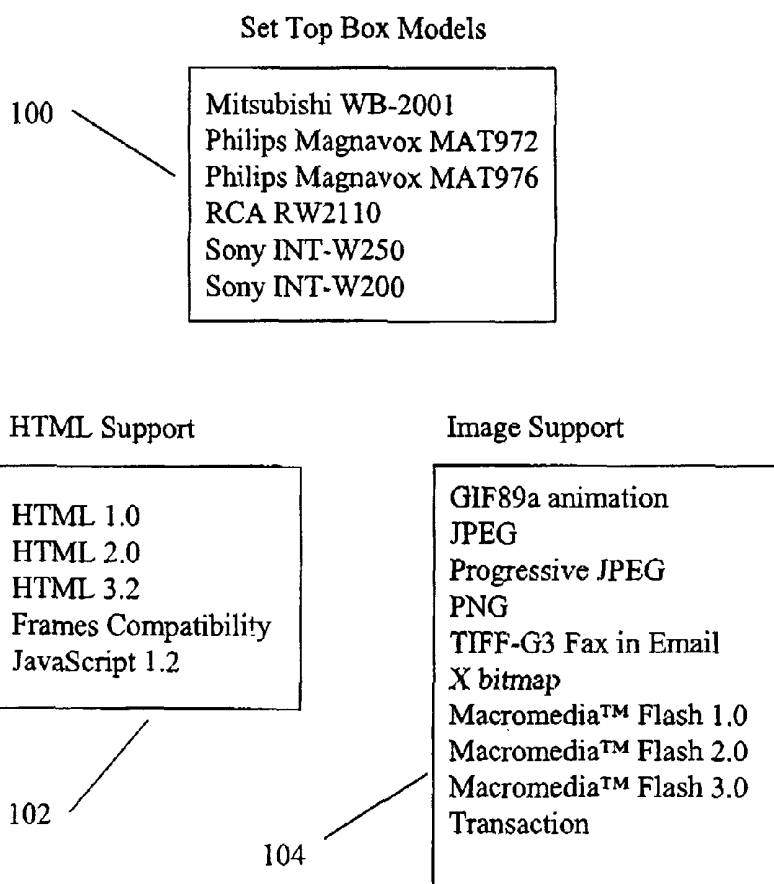 Set Top Box Models
100
Mitsubishi WB-2001
Philips Magnavox MAT972
Philips Magnavox MAT976
RCA RW2110
Sony INT-W250
Sony INT-W200
HTML Support
HTML 1.0
HTML 2.0
HTML 3.2
Frames Compatibility
JavaScript 1.2
102
Image Support
GIF89a animation
JPEG
Progressive JPEG
PNG
TIFF-G3 Fax in Email
X bitmap
Macromedia™ Flash 1.0
Macromedia™ Flash 2.0
Macromedia™ Flash 3.0
Transaction
104